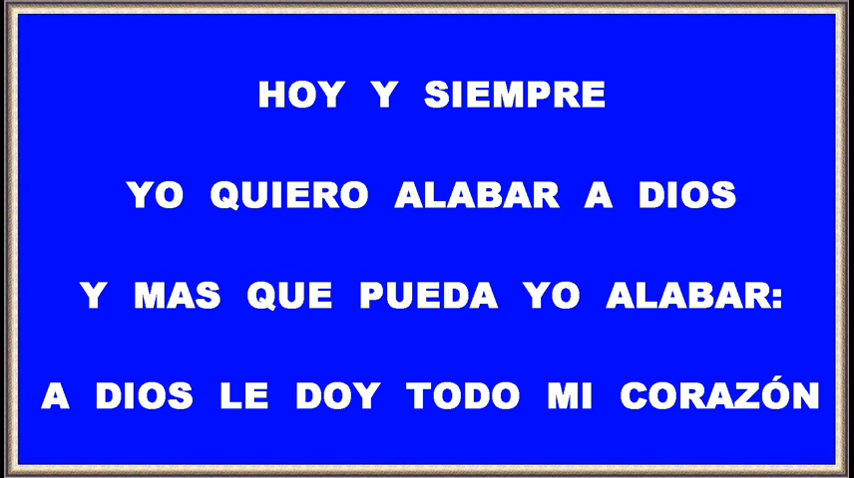 HOY Y SIEMPRE
YO QUIERO ALABAR A DIOS
Y MAS QUE PUEDA YO ALABAR:
A DIOS LE DOY TODO MI CORAZÓN